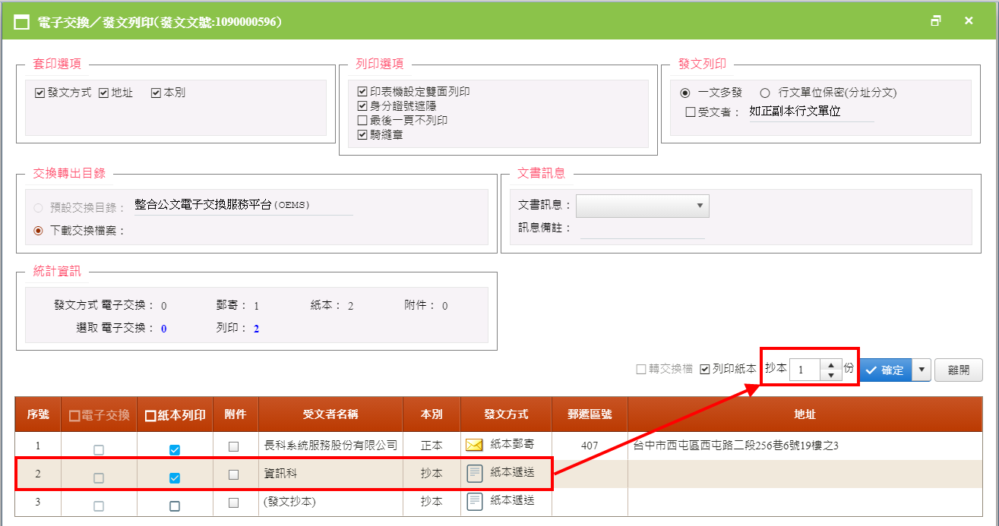 電子交換／發文列印(發文文號:1090000596)
套印選項
發文方式 地址 本別
列印選項
印表機設定雙面列印
身分證號遮隱
最後一頁不列印
騎縫章
發文列印
一文多發 行文單位保密(分址分文)
受文者： 如正副本行文單位
交換轉出目錄
預設交換目錄： 整合公文電子交換服務平台(OEMS)
下載交換檔案：
文書訊息
文書訊息：
訊息備註：
統計資訊
發文方式 電子交換： 0 郵寄： 1 紙本： 2 附件： 0
選取 電子交換： 0 列印： 2
轉交換檔 列印紙本 抄本 1 份 確定 離開
序號 電子交換 紙本列印 附件 受文者名稱 本別 發文方式 郵遞區號 地址
1 長科系統服務股份有限公司 正本 紙本郵寄 407 台中市西屯區西屯路二段256巷6號19樓之3
2 資訊科 抄本 紙本遞送
3 (發文抄本) 抄本 紙本遞送